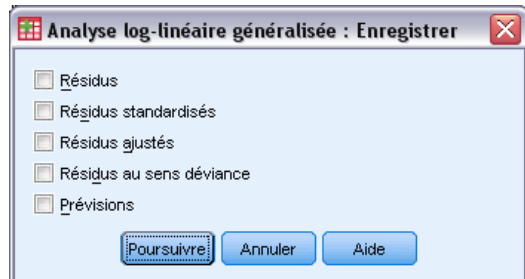 Analyse log-linéaire généralisée : Enregistrer
Résidus
Résidus standardisés
Résidus ajustés
Résidus au sens déviance
Prévisions
Poursuivre Annuler Aide